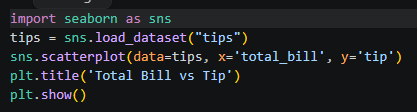 import seaborn as sns
tips = sns.load_dataset("tips")
sns.scatterplot(data=tips, x='total_bill', y='tip')
plt.title('Total Bill vs Tip')
plt.show()